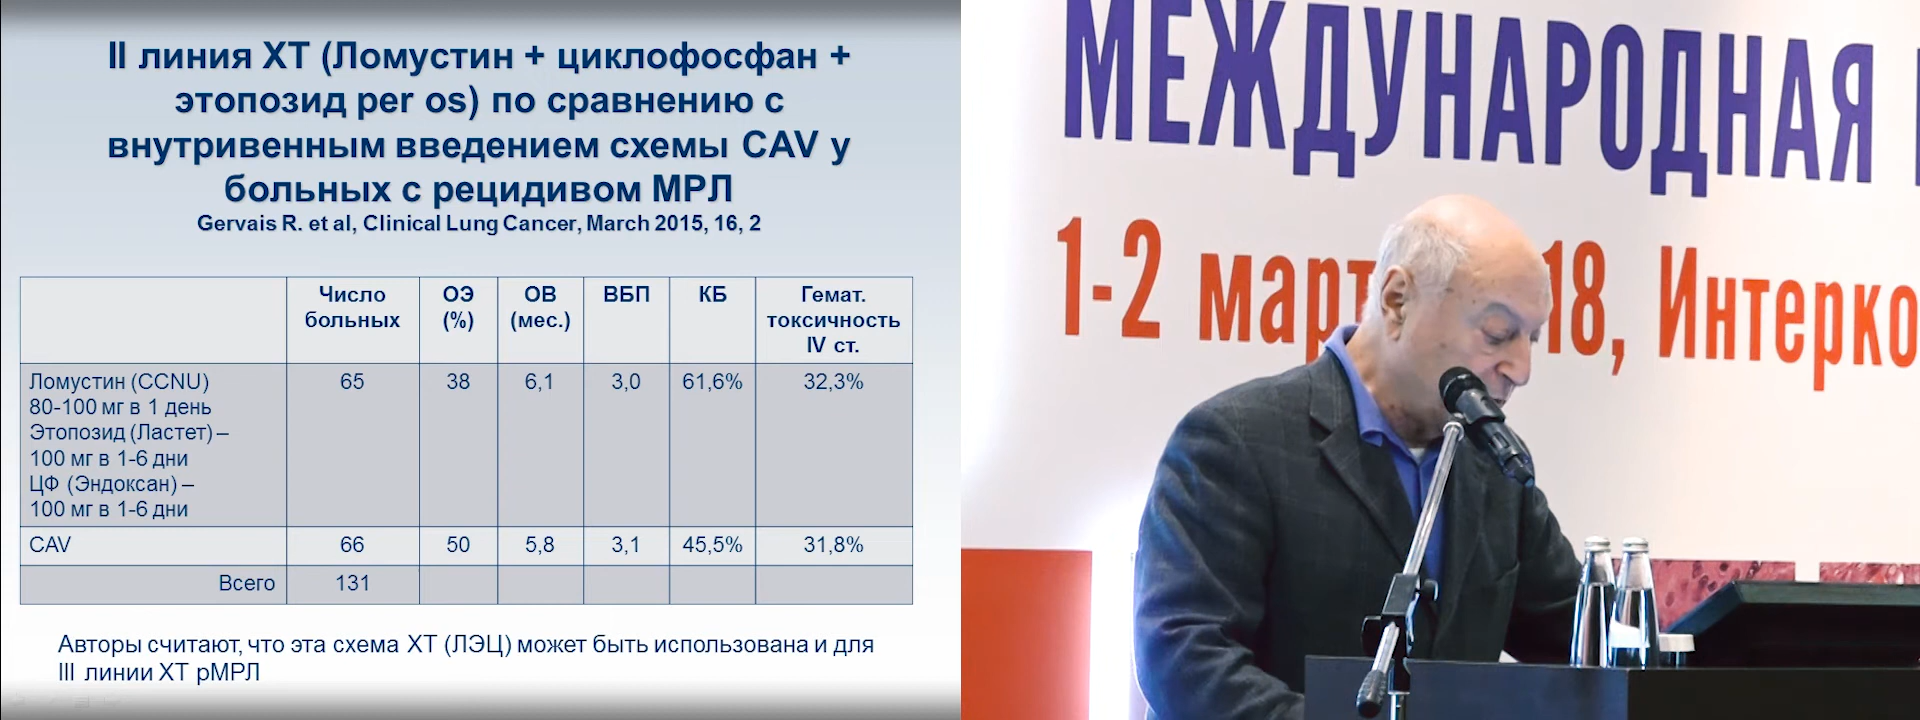 II линия ХТ (Ломустин + циклофосфан +
этопозид per os) по сравнению с
внутривенным введением схемы CAV у
больных с рецидивом МРЛ
Gervais R. et al, Clinical Lung Cancer, March 2015, 16, 2
Число больных ОЭ (%) ОВ (мес.) ВБП КБ Гемат. токсичность IV ст.
Ломустин (CCNU) 65 38 6,1 3,0 61,6% 32,3%
80-100 мг в 1 день
Этопозид (Ластет) –
100 мг в 1-6 дни
ЦФ (Эндоксан) –
100 мг в 1-6 дни
CAV 66 50 5,8 3,1 45,5% 31,8%
Всего 131
Авторы считают, что эта схема ХТ (ЛЭЦ) может быть использована и для
III линии ХТ рМРЛ
МЕЖДУНАРОДНАЯ
1-2 март 18, Интерко